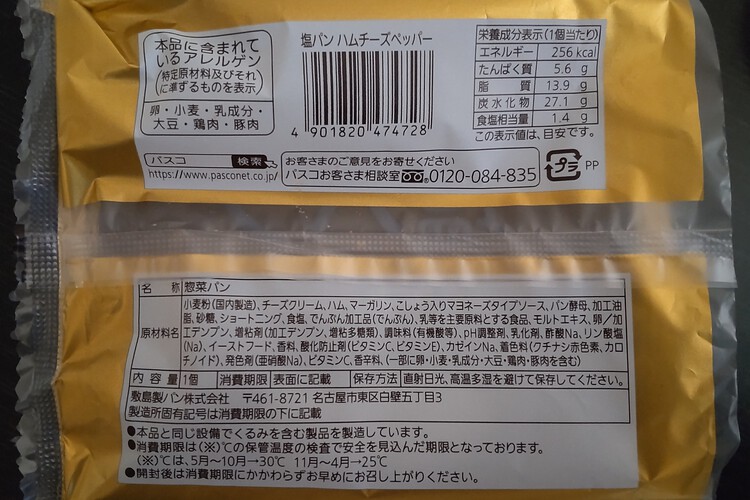 本品に含まれて
いるアレルゲン
(特定原材料及びそれ
に準ずるものを表示)
卵・小麦・乳成分・
大豆・鶏肉・豚肉
塩パン ハムチーズペッパー
4 901820 474728
栄養成分表示(1個当たり)
エネルギー 256 kcal
たんぱく質 5.6 g
脂質 13.9 g
炭水化物 27.1 g
食塩相当量 1.4 g
この表示値は、目安です。
パスコ 検索
https://www.pasconet.co.jp/
お客さまのご意見をお寄せください
パスコお客さま相談室 0120-084-835
プラ PP
名称 惣菜パン
原材料名 小麦粉(国内製造)、チーズクリーム、ハム、マーガリン、こしょう入りマヨネーズタイプソース、パン酵母、加工油
脂、砂糖、ショートニング、食塩、でんぷん加工品(でんぷん)、乳等を主要原料とする食品、モルトエキス、卵/加
工デンプン、増粘剤(加工デンプン、増粘多糖類)、調味料(有機酸等)、pH調整剤、乳化剤、酢酸Na、リン酸塩
(Na)、イーストフード、香料、酸化防止剤(ビタミンC、ビタミンE)、カゼインNa、着色料(クチナシ赤色素、カロ
チノイド)、発色剤(亜硝酸Na)、ビタミンC、香辛料、(一部に卵・小麦・乳成分・大豆・鶏肉・豚肉を含む)
内容量 1個 消費期限 表面に記載 保存方法 直射日光、高温多湿を避けて保存してください。
敷島製パン株式会社 〒461-8721 名古屋市東区白壁五丁目3
製造所固有記号は消費期限の下に記載
●本品と同じ設備でくるみを含む製品を製造しています。
●消費期限は(※)℃の保管温度の検査で安全を見込んだ期限となっております。
(※)℃は、5月〜10月→30℃ 11月〜4月→25℃
●開封後は消費期限にかかわらずお早めにお召し上がりください。